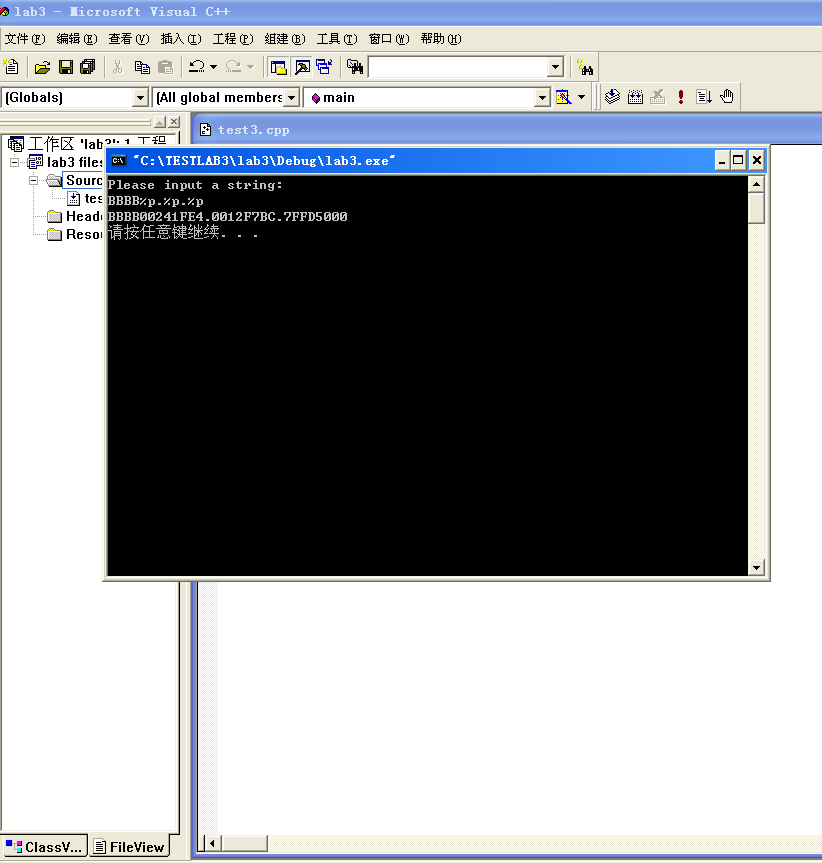 lab3 - Microsoft Visual C++
文件(F) 编辑(E) 查看(V) 插入(I) 工程(P) 组建(B) 工具(T) 窗口(W) 帮助(H)
(Globals) (All global members main
test3.cpp
工作区 'lab3': 1 工程
lab3 files
Sourc
tes
Heade
Resou
"C:\TESTLAB3\lab3\Debug\lab3.exe"
Please input a string:
BBBB%p.%p.%p
BBBB00241FE4.0012F7BC.7FFD5000
请按任意键继续. . .
ClassV... FileView